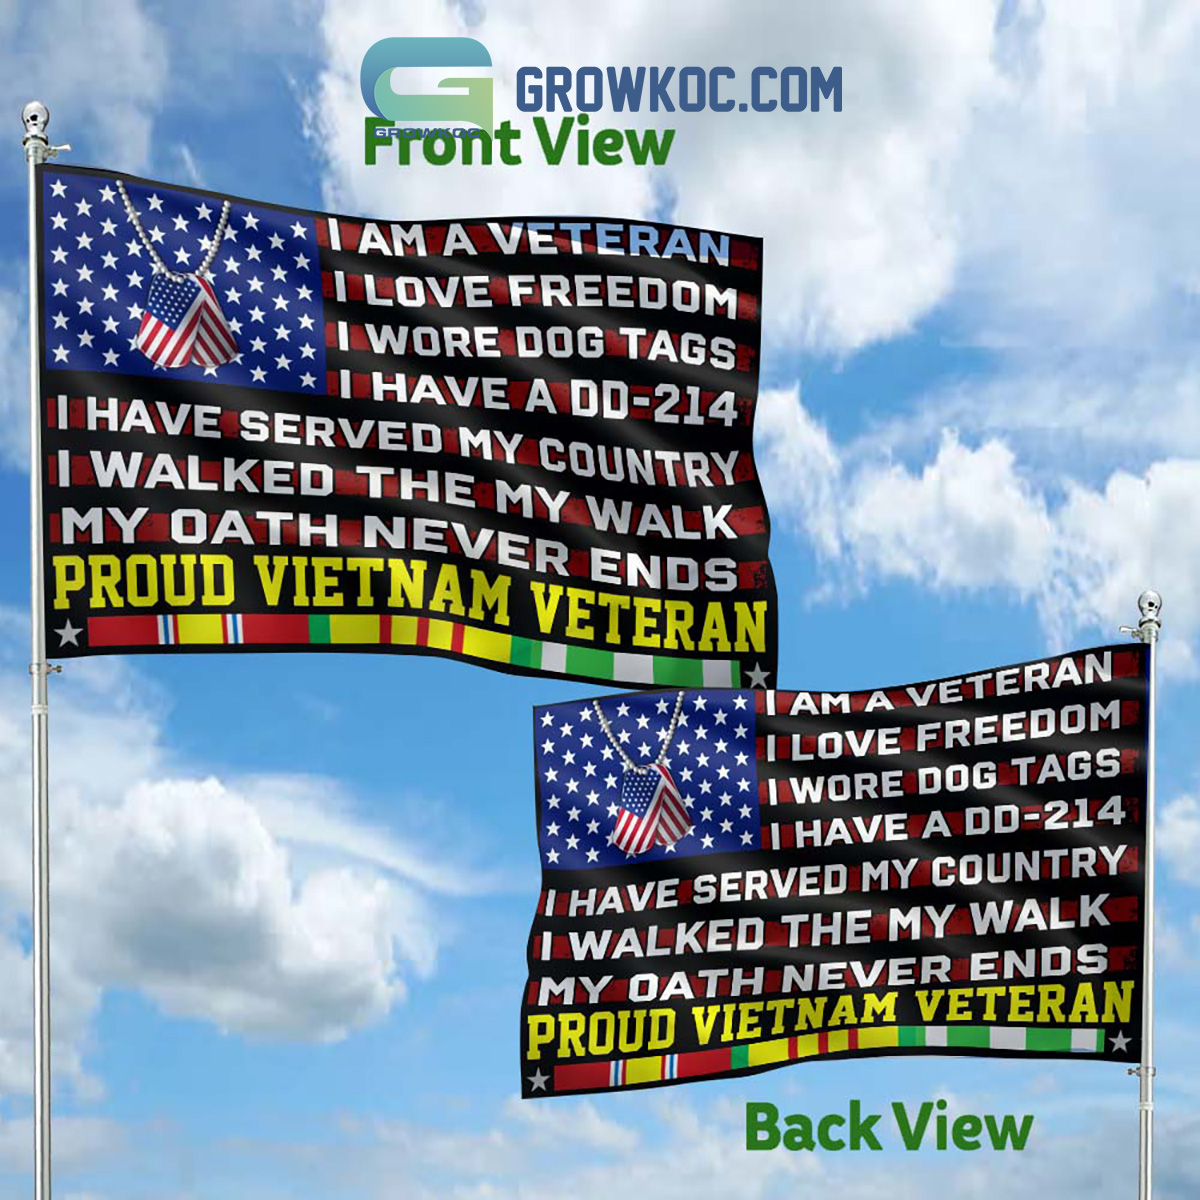 GROWKOC.COM
GROWKOC
Front View
I AM A VETERAN
I LOVE FREEDOM
I WORE DOG TAGS
I HAVE A DD-214
I HAVE SERVED MY COUNTRY
I WALKED THE MY WALK
MY OATH NEVER ENDS
PROUD VIETNAM VETERAN
I AM A VETERAN
I LOVE FREEDOM
I WORE DOG TAGS
I HAVE A DD-214
I HAVE SERVED MY COUNTRY
I WALKED THE MY WALK
MY OATH NEVER ENDS
PROUD VIETNAM VETERAN
Back View